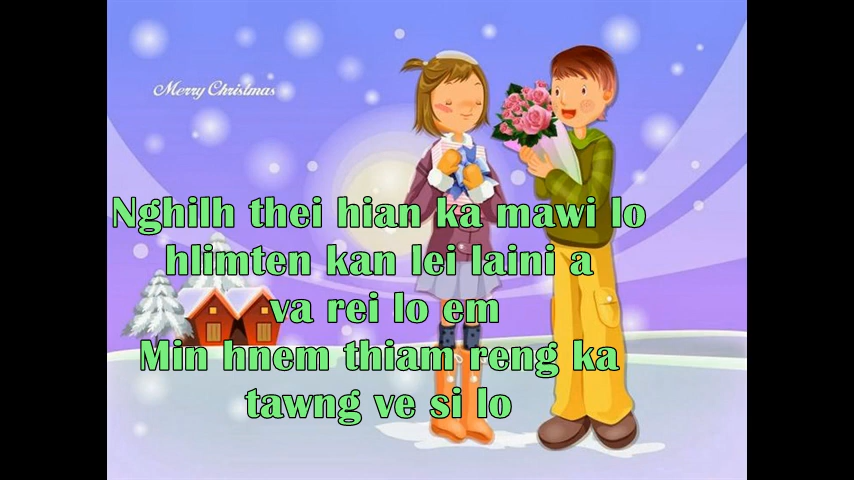 Merry Christmas
Nghilh thei hian ka mawi lo
hlimten kan lei laini a
va rei lo em
Min hnem thiam reng ka
tawng ve si lo